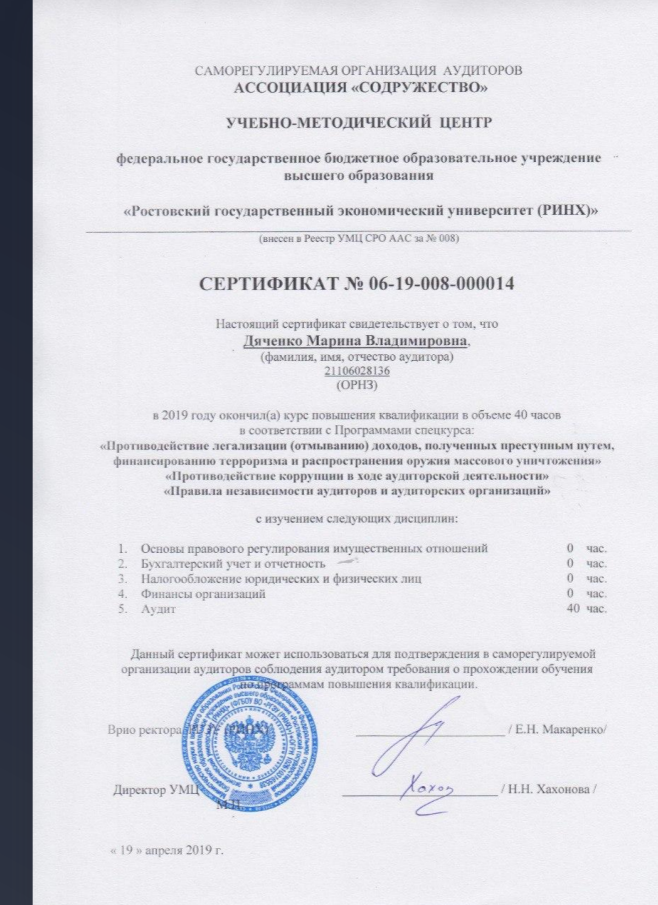 САМОРЕГУЛИРУЕМАЯ ОРГАНИЗАЦИЯ АУДИТОРОВ
АССОЦИАЦИЯ «СОДРУЖЕСТВО»
УЧЕБНО-МЕТОДИЧЕСКИЙ ЦЕНТР
федеральное государственное бюджетное образовательное учреждение
высшего образования
«Ростовский государственный экономический университет (РИНХ)»
(внесен в Реестр УМЦ СРО ААС за № 008)
СЕРТИФИКАТ № 06-19-008-000014
Настоящий сертификат свидетельствует о том, что
Дяченко Марина Владимировна,
(фамилия, имя, отчество аудитора)
21106028136
(ОРНЗ)
в 2019 году окончил(а) курс повышения квалификации в объеме 40 часов
в соответствии с Программами спецкурса:
«Противодействие легализации (отмыванию) доходов, полученных преступным путем,
финансированию терроризма и распространения оружия массового уничтожения»
«Противодействие коррупции в ходе аудиторской деятельности»
«Правила независимости аудиторов и аудиторских организаций»
с изучением следующих дисциплин:
1. Основы правового регулирования имущественных отношений 0 час.
2. Бухгалтерский учет и отчетность 0 час.
3. Налогообложение юридических и физических лиц 0 час.
4. Финансы организаций 0 час.
5. Аудит 40 час.
Данный сертификат может использоваться для подтверждения в саморегулируемой
организации аудиторов соблюдения аудитором требования о прохождении обучения
по программам повышения квалификации.
Врио ректора (РИНХ) / Е.Н. Макаренко/
Директор УМЦ / Н.Н. Хахонова /
М.П.
« 19 » апреля 2019 г.